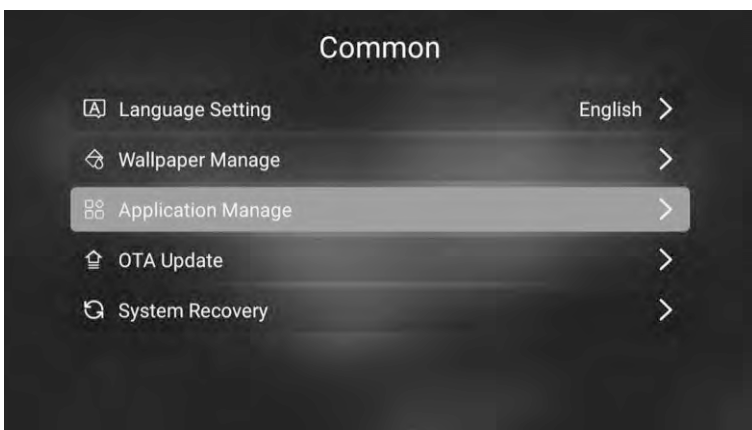 Common
Language Setting English
Wallpaper Manage
Application Manage
OTA Update
System Recovery